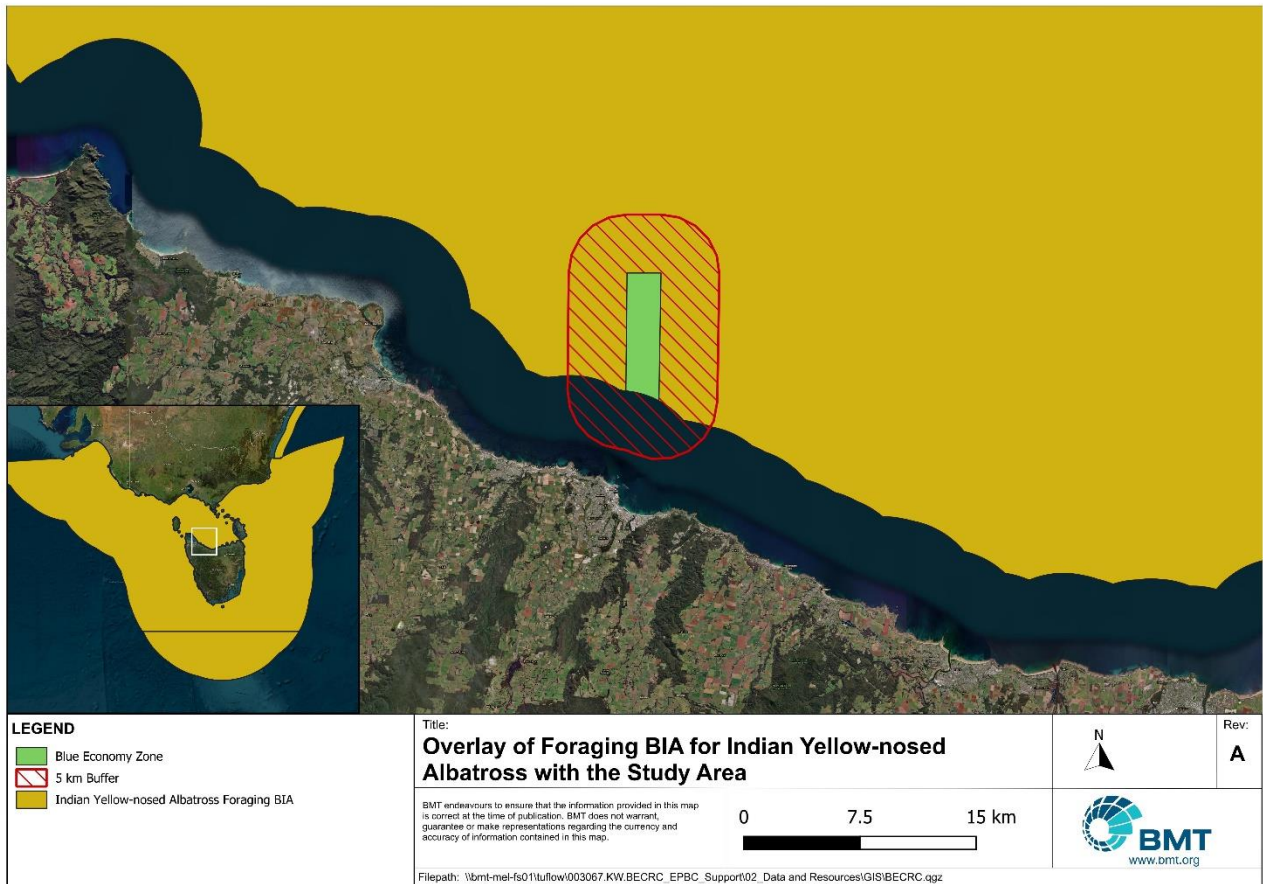 LEGEND
Blue Economy Zone
5 km Buffer
Indian Yellow-nosed Albatross Foraging BIA
Title:
Overlay of Foraging BIA for Indian Yellow-nosed
Albatross with the Study Area
BMT endeavours to ensure that the information provided in this map
is correct at the time of publication. BMT does not warrant,
guarantee or make representations regarding the currency and
accuracy of information contained in this map.
0 7.5 15 km
N
Rev:
A
BMT
www.bmt.org
Filepath: \\bmt-mel-fs01\tuflow\003067.KW.BECRC_EPBC_Support\02_Data and Resources\GIS\BECRC.qgz